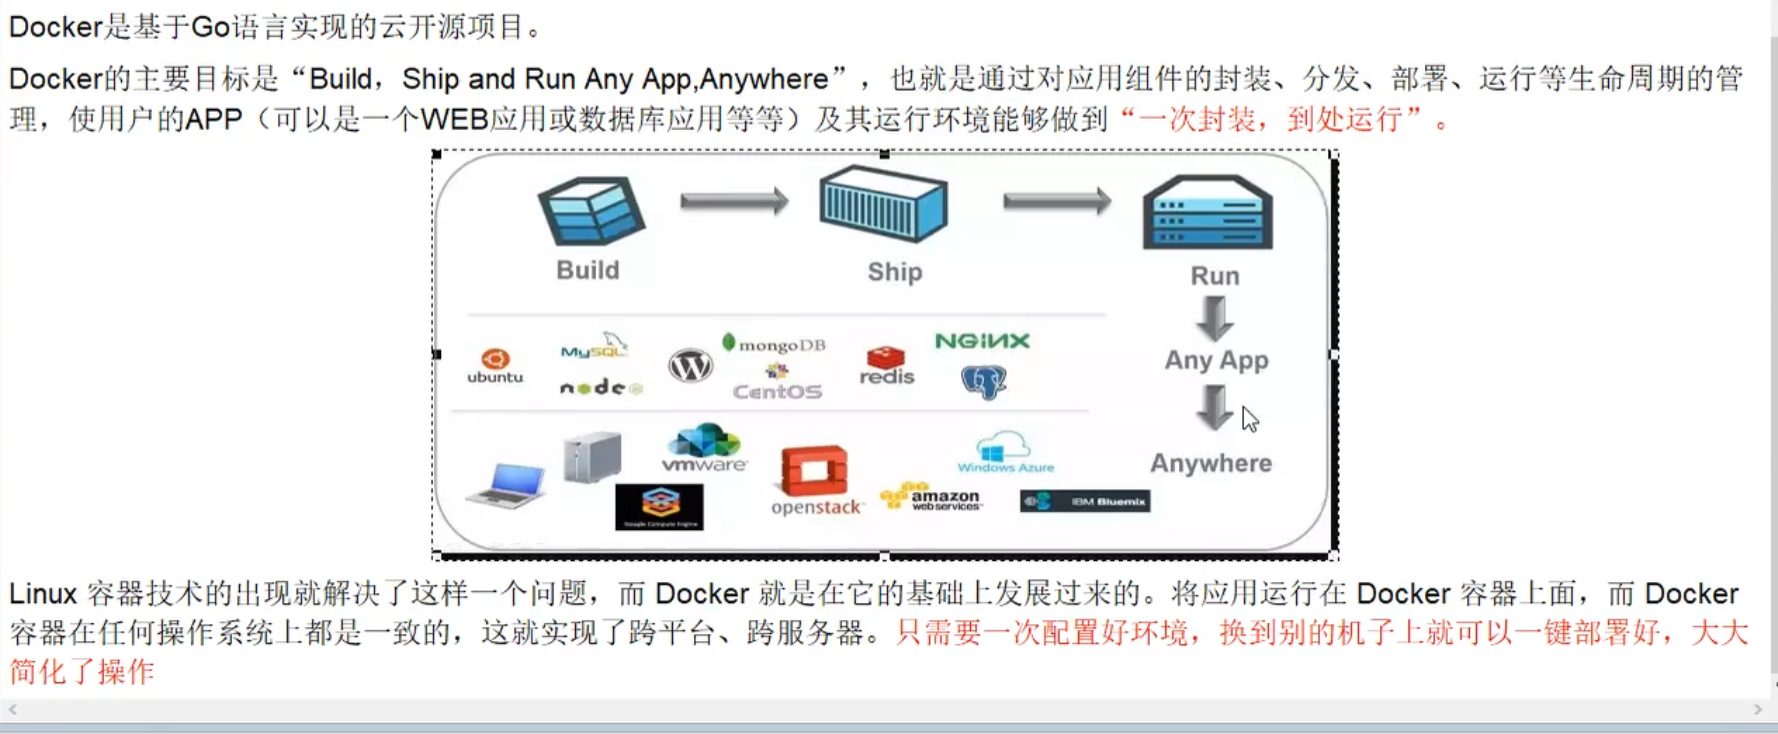 Docker是基于Go语言实现的云开源项目。
Docker的主要目标是“Build，Ship and Run Any App,Anywhere”，也就是通过对应用组件的封装、分发、部署、运行等生命周期的管
理，使用户的APP（可以是一个WEB应用或数据库应用等等）及其运行环境能够做到“一次封装，到处运行”。
Build
Ship
Run
Any App
Anywhere
ubuntu
MySQL
node
mongoDB
CentOS
redis
NGINX
vmware
Google Compute Engine
openstack
amazon
webservices
Windows Azure
IBM Bluemix
Linux 容器技术的出现就解决了这样一个问题，而 Docker 就是在它的基础上发展过来的。将应用运行在 Docker 容器上面，而 Docker
容器在任何操作系统上都是一致的，这就实现了跨平台、跨服务器。只需要一次配置好环境，换到别的机子上就可以一键部署好，大大
简化了操作